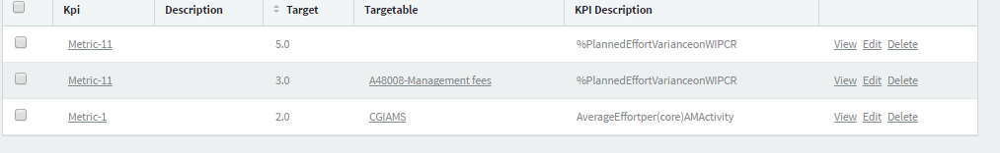 Kpi Description Target Targetable KPI Description
Metric-11 5.0 %PlannedEffortVarianceonWIPCR View Edit Delete
Metric-11 3.0 A48008-Management fees %PlannedEffortVarianceonWIPCR View Edit Delete
Metric-1 2.0 CGIAMS AverageEffortper(core)AMActivity View Edit Delete